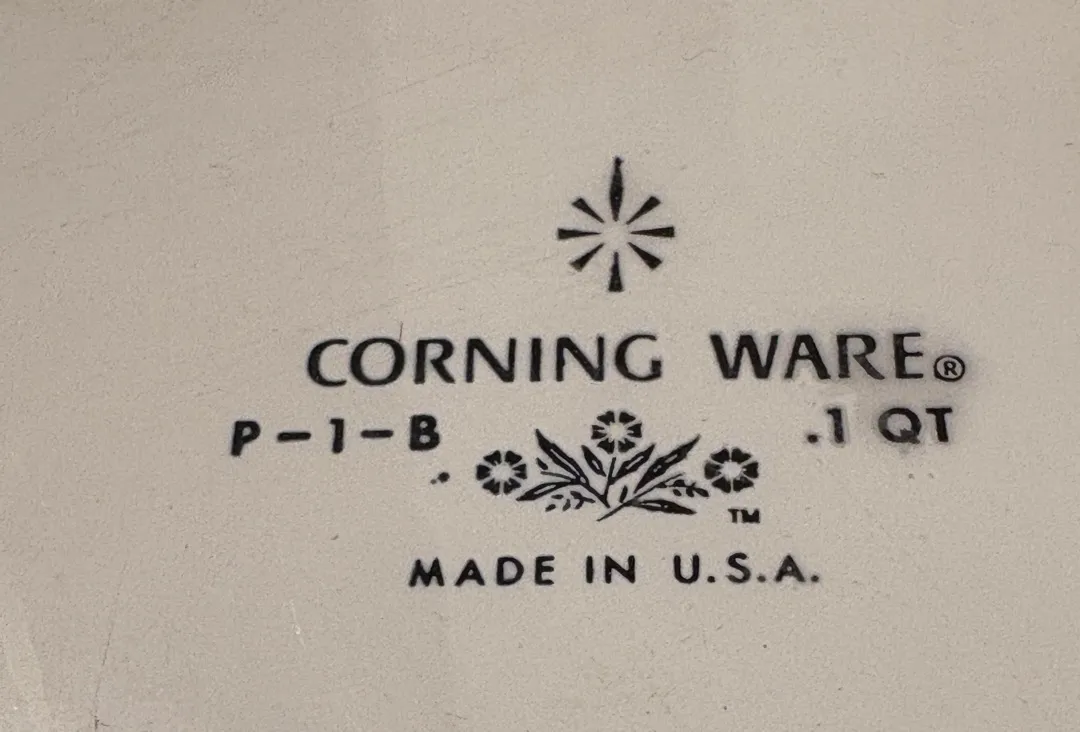 CORNING WARE®
P-1-B .1 QT
TM
MADE IN U.S.A.